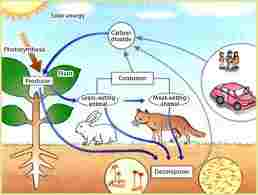 Solar energy
Carbon
dioxide
Photosynthesis
Producer
Plant
Consumer
Grass-eating
animal
Meat-eating
animal
Decomposer